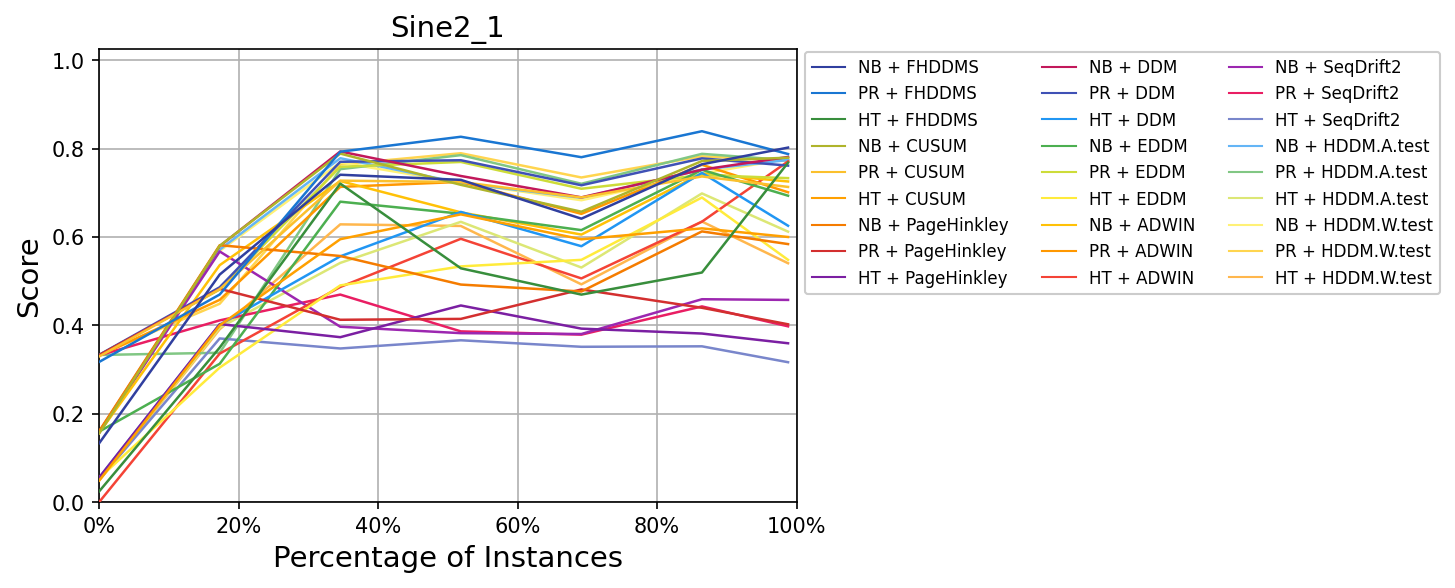 Sine2_1
Score
1.0
0.8
0.6
0.4
0.2
0.0
0%
20%
40%
60%
80%
100%
Percentage of Instances
NB + FHDDMS
PR + FHDDMS
HT + FHDDMS
NB + CUSUM
PR + CUSUM
HT + CUSUM
NB + PageHinkley
PR + PageHinkley
HT + PageHinkley
NB + DDM
PR + DDM
HT + DDM
NB + EDDM
PR + EDDM
HT + EDDM
NB + ADWIN
PR + ADWIN
HT + ADWIN
NB + SeqDrift2
PR + SeqDrift2
HT + SeqDrift2
NB + HDDM.A.test
PR + HDDM.A.test
HT + HDDM.A.test
NB + HDDM.W.test
PR + HDDM.W.test
HT + HDDM.W.test